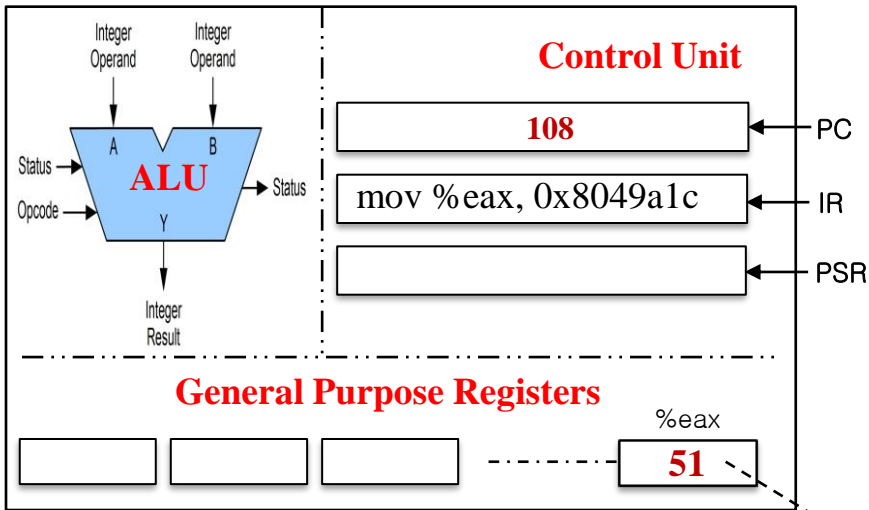 Integer
Operand
Integer
Operand
A
B
Status
ALU
Status
Opcode
Y
Integer
Result
Control Unit
108
PC
mov %eax, 0x8049a1c
IR
PSR
General Purpose Registers
%eax
51